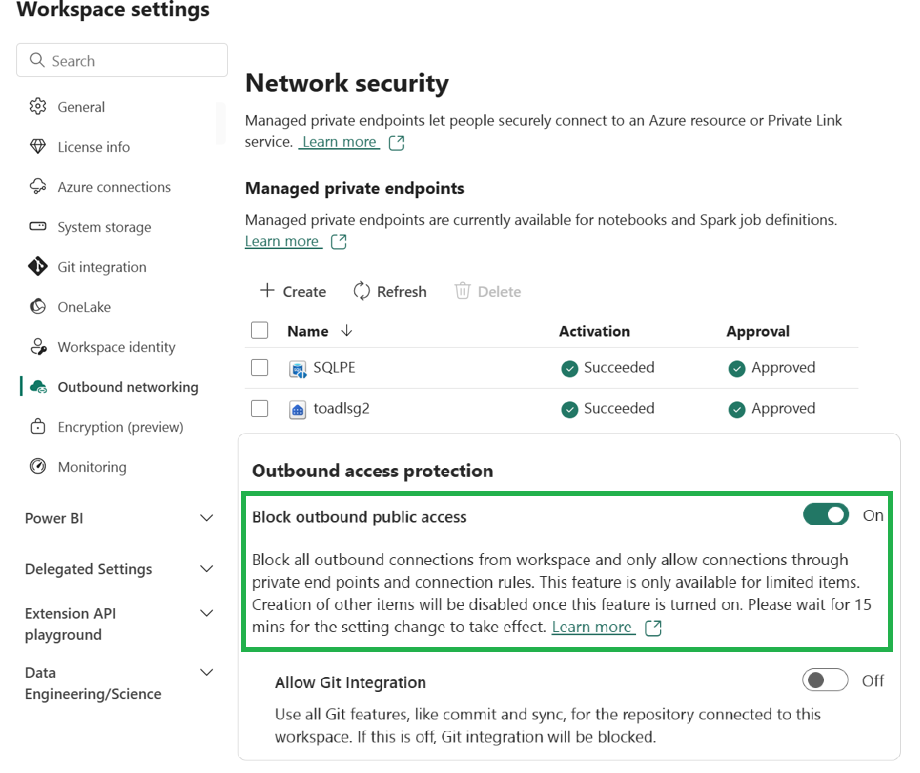 Workspace settings
Search
General
License info
Azure connections
System storage
Git integration
OneLake
Workspace identity
Outbound networking
Encryption (preview)
Monitoring
Power BI
Delegated Settings
Extension API
playground
Data
Engineering/Science
Network security
Managed private endpoints let people securely connect to an Azure resource or Private Link
service. Learn more
Managed private endpoints
Managed private endpoints are currently available for notebooks and Spark job definitions.
Learn more
Create Refresh Delete
Name Activation Approval
SQLPE Succeeded Approved
toadlsg2 Succeeded Approved
Outbound access protection
Block outbound public access On
Block all outbound connections from workspace and only allow connections through
private end points and connection rules. This feature is only available for limited items.
Creation of other items will be disabled once this feature is turned on. Please wait for 15
mins for the setting change to take effect. Learn more
Allow Git Integration Off
Use all Git features, like commit and sync, for the repository connected to this
workspace. If this is off, Git integration will be blocked.